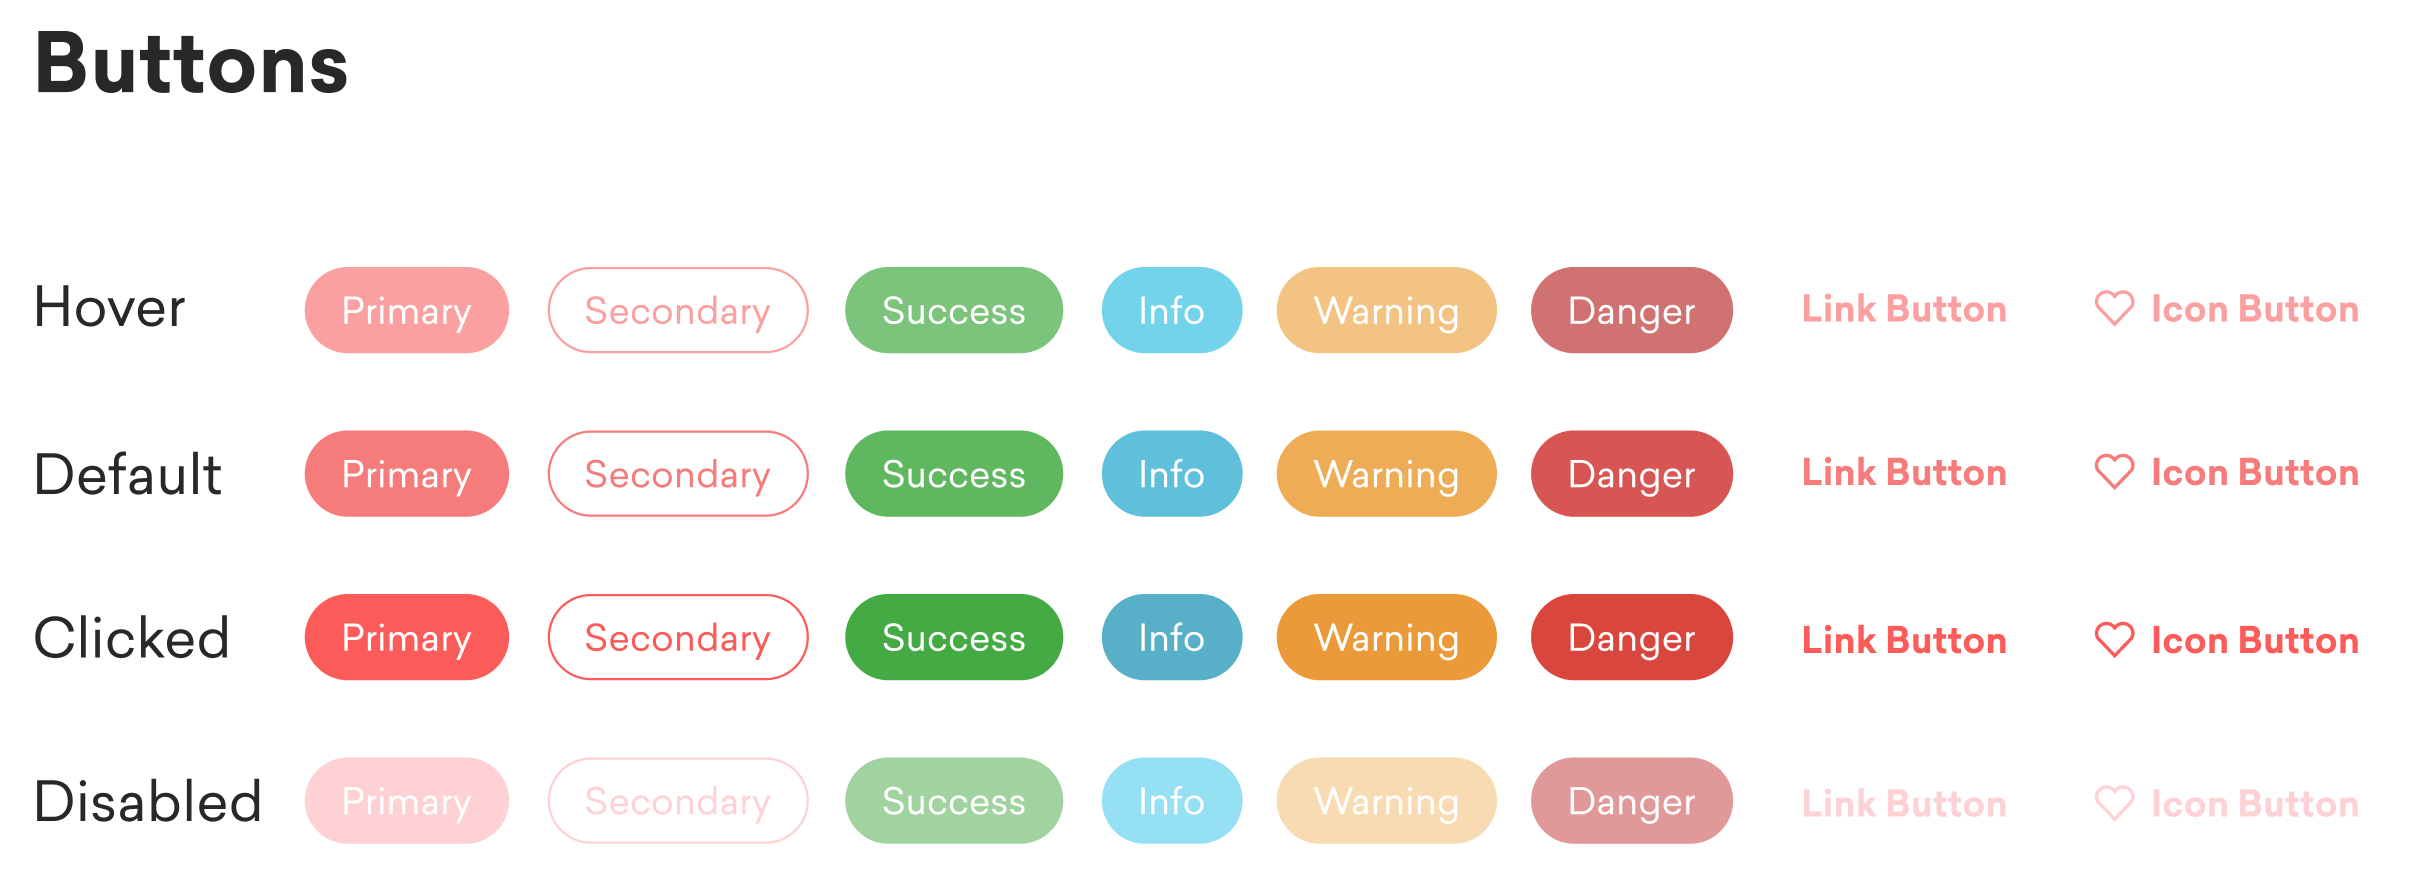 Buttons
Hover Primary Secondary Success Info Warning Danger Link Button Icon Button
Default Primary Secondary Success Info Warning Danger Link Button Icon Button
Clicked Primary Secondary Success Info Warning Danger Link Button Icon Button
Disabled Primary Secondary Success Info Warning Danger Link Button Icon Button